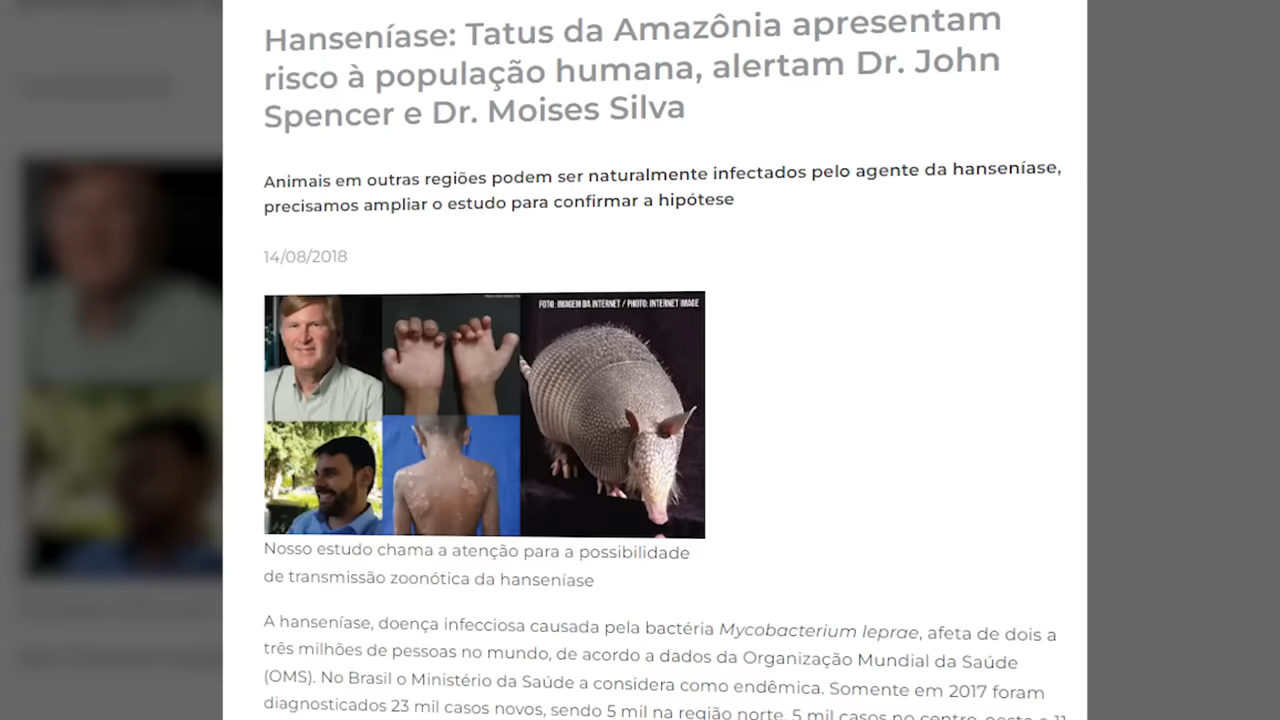 Hanseníase: Tatus da Amazônia apresentam
risco à população humana, alertam Dr. John
Spencer e Dr. Moises Silva
Animais em outras regiões podem ser naturalmente infectados pelo agente da hanseníase,
precisamos ampliar o estudo para confirmar a hipótese
14/08/2018
FOTO: IMAGEM DA INTERNET / PHOTO: INTERNET IMAGE
Nosso estudo chama a atenção para a possibilidade
de transmissão zoonótica da hanseníase
A hanseníase, doença infecciosa causada pela bactéria Mycobacterium leprae, afeta de dois a
três milhões de pessoas no mundo, de acordo a dados da Organização Mundial da Saúde
(OMS). No Brasil o Ministério da Saúde a considera como endêmica. Somente em 2017 foram
diagnosticados 23 mil casos novos, sendo 5 mil na região norte, 5 mil casos no centro-oeste e 11